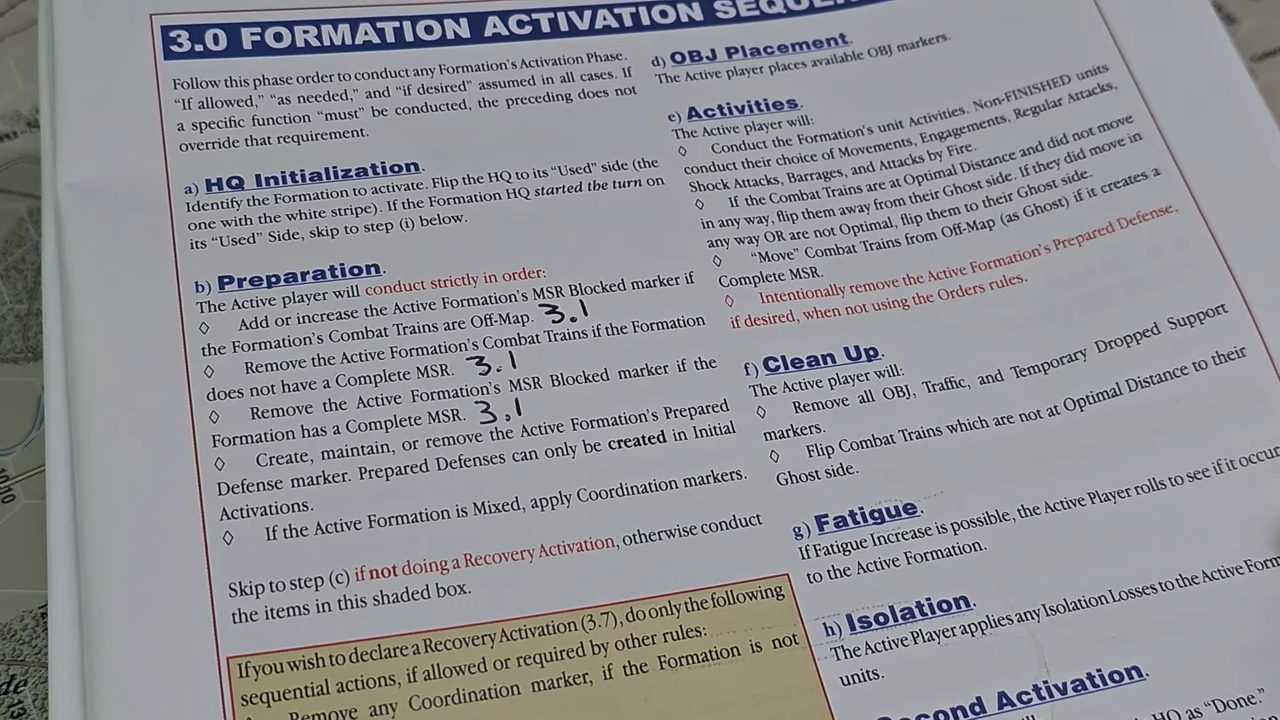 3.0 FORMATION ACTIVATION
Follow this phase order to conduct any Formation's Activation Phase.
"If allowed," "as needed," and "if desired" assumed in all cases. If
a specific function "must" be conducted, the preceding does not
override that requirement.
a) HQ Initialization.
Identify the Formation to activate. Flip the HQ to its "Used" side (the
one with the white stripe). If the Formation HQ started the turn on
its "Used" Side, skip to step (i) below.
b) Preparation.
The Active player will conduct strictly in order:
◊ Add or increase the Active Formation's MSR Blocked marker if
the Formation's Combat Trains are Off-Map. 3.1
◊ Remove the Active Formation's Combat Trains if the Formation
does not have a Complete MSR. 3.1
◊ Remove the Active Formation's MSR Blocked marker if the
Formation has a Complete MSR. 3.1
◊ Create, maintain, or remove the Active Formation's Prepared
Defense marker. Prepared Defenses can only be created in Initial
Activations.
◊ If the Active Formation is Mixed, apply Coordination markers.
Skip to step (c) if not doing a Recovery Activation, otherwise conduct
the items in this shaded box.
If you wish to declare a Recovery Activation (3.7), do only the following
sequential actions, if allowed or required by other rules:
Remove any Coordination marker, if the Formation is not
d) OBJ Placement.
The Active player places available OBJ markers.
e) Activities.
The Active player will:
◊ Conduct the Formation's unit Activities. Non-FINISHED units
conduct their choice of Movements, Engagements, Regular Attacks,
Shock Attacks, Barrages, and Attacks by Fire.
◊ If the Combat Trains are at Optimal Distance and did not move
in any way, flip them away from their Ghost side. If they did move in
any way OR are not Optimal, flip them to their Ghost side.
◊ "Move" Combat Trains from Off-Map (as Ghost) if it creates a
Complete MSR.
◊ Intentionally remove the Active Formation's Prepared Defense,
if desired, when not using the Orders rules.
f) Clean Up.
The Active player will:
◊ Remove all OBJ, Traffic, and Temporary Dropped Support
markers.
◊ Flip Combat Trains which are not at Optimal Distance to their
Ghost side.
g) Fatigue.
If Fatigue Increase is possible, the Active Player rolls to see if it
to the Active Formation.
h) Isolation.
The Active Player applies any Isolation Losses to the Active
units.
Activation.
HQ as "Done."